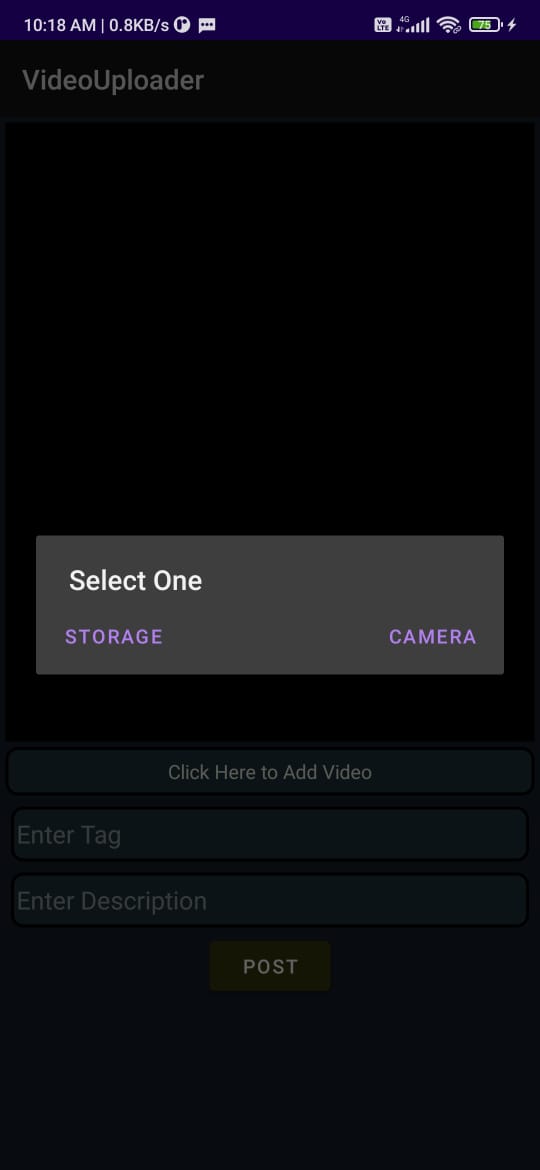 10:18 AM | 0.8KB/s
Vo LTE 4G 75
VideoUploader
Select One
STORAGE CAMERA
Click Here to Add Video
Enter Tag
Enter Description
POST